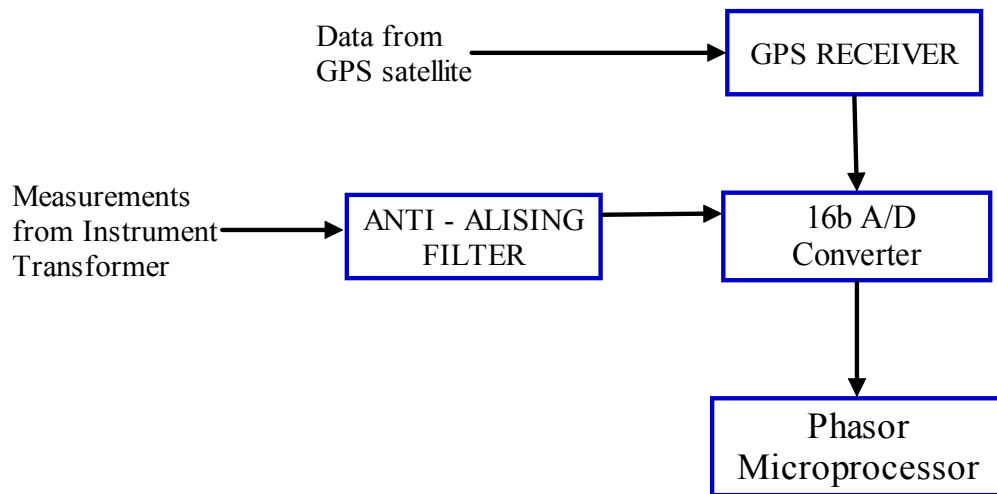 Data from
GPS satellite
GPS RECEIVER
Measurements
from Instrument
Transformer
ANTI - ALISING
FILTER
16b A/D
Converter
Phasor
Microprocessor